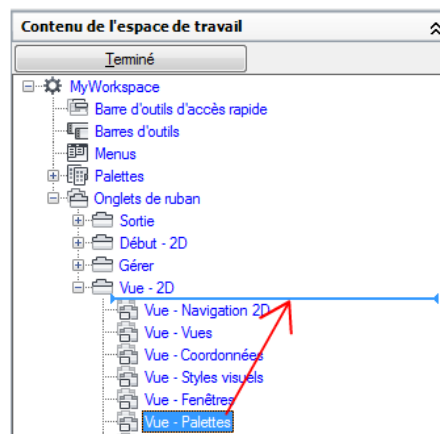 Contenu de l'espace de travail
Terminé
MyWorkspace
Barre d'outils d'accès rapide
Barres d'outils
Menus
Palettes
Onglets de ruban
Sortie
Début - 2D
Gérer
Vue - 2D
Vue - Navigation 2D
Vue - Vues
Vue - Coordonnées
Vue - Styles visuels
Vue - Fenêtres
Vue - Palettes